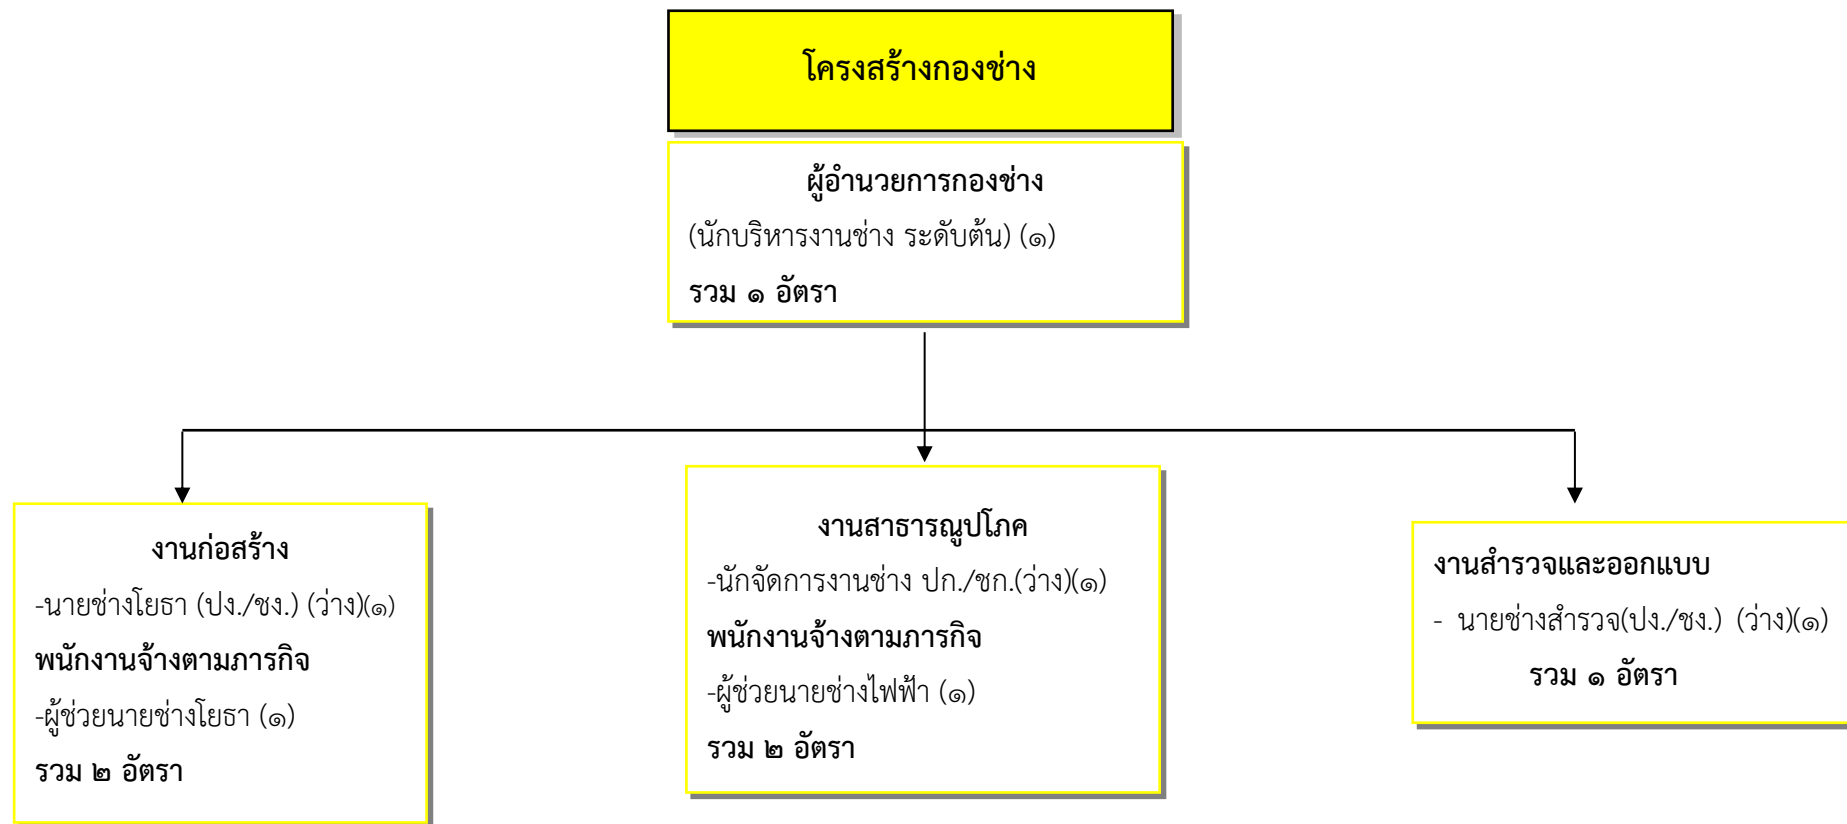 โครงสร้างกองช่าง
ผู้อำนวยการกองช่าง
(นักบริหารงานช่าง ระดับต้น) (๑)
รวม ๑ อัตรา
งานก่อสร้าง
-นายช่างโยธา (ปง./ชง.) (ว่าง)(๑)
พนักงานจ้างตามภารกิจ
-ผู้ช่วยนายช่างโยธา (๑)
รวม ๒ อัตรา
งานสาธารณูปโภค
-นักจัดการงานช่าง ปก./ชก.(ว่าง)(๑)
พนักงานจ้างตามภารกิจ
-ผู้ช่วยนายช่างไฟฟ้า (๑)
รวม ๒ อัตรา
งานสำรวจและออกแบบ
- นายช่างสำรวจ(ปง./ชง.) (ว่าง)(๑)
รวม ๑ อัตรา